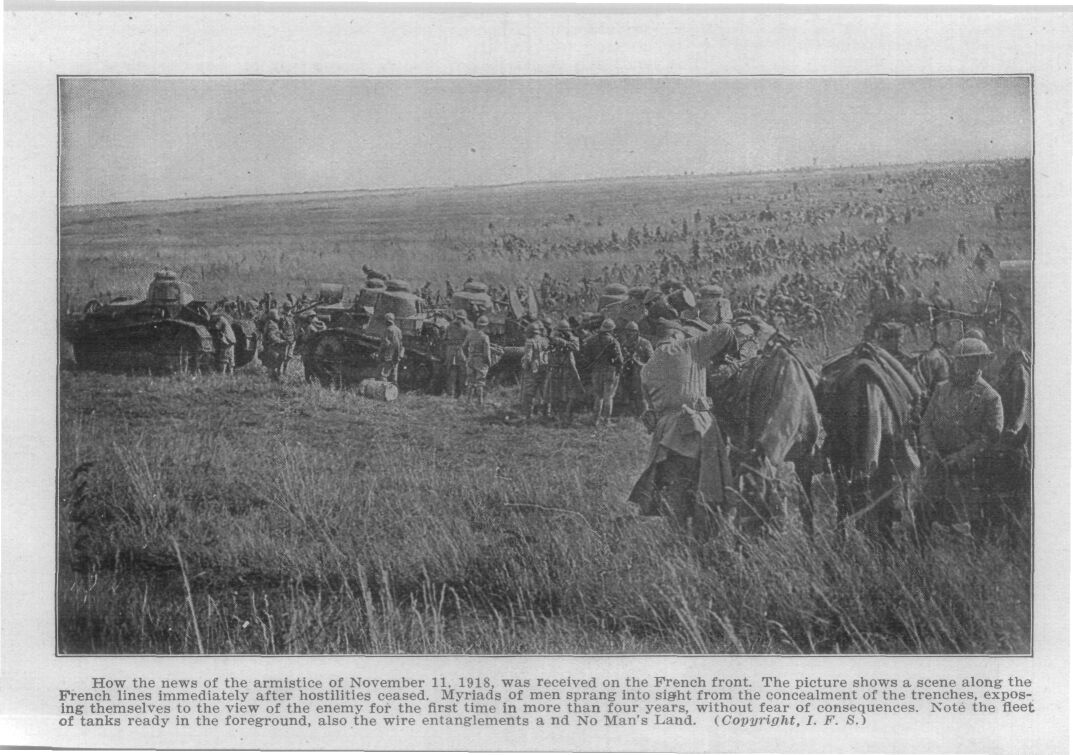 How the news of the armistice of November 11, 1918, was received on the French front. The picture shows a scene along the
French lines immediately after hostilities ceased. Myriads of men sprang into sight from the concealment of the trenches, expos-
ing themselves to the view of the enemy for the first time in more than four years, without fear of consequences. Note the fleet
of tanks ready in the foreground, also the wire entanglements a nd No Man's Land. (Copyright, I. F. S.)